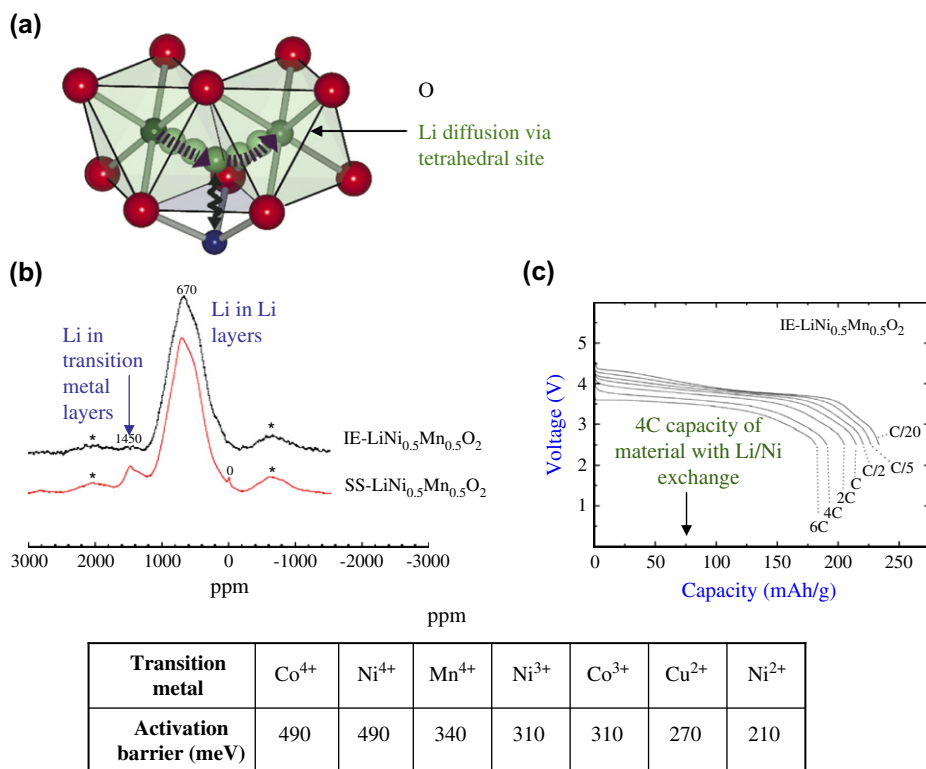 (a)
O
Li diffusion via
tetrahedral site
(b)
670
Li in Li
layers
Li in
transition
metal
layers
1450
*
*
IE-LiNi0.5Mn0.5O2
*
0
*
SS-LiNi0.5Mn0.5O2
3000 2000 1000 0 -1000 -2000 -3000
ppm
(c)
IE-LiNi0.5Mn0.5O2
5
4
3
2
1
Voltage (V)
4C capacity of
material with Li/Ni
exchange
C/20
C/5
C/2
C
2C
4C
6C
0 50 100 150 200 250
Capacity (mAh/g)
ppm
Transition metal Co4+ Ni4+ Mn4+ Ni3+ Co3+ Cu2+ Ni2+
Activation barrier (meV) 490 490 340 310 310 270 210